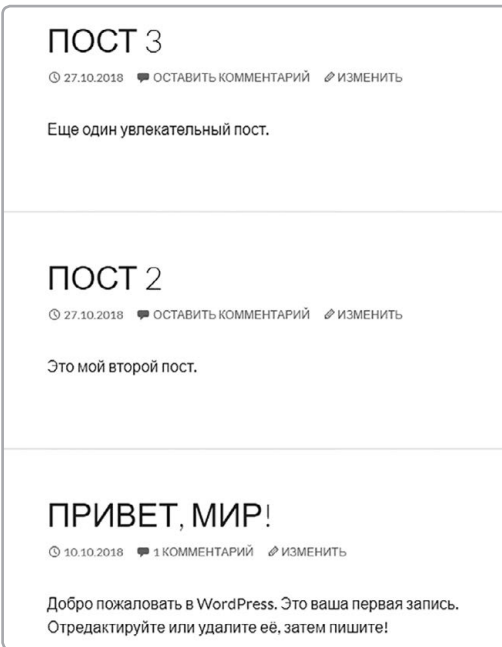 ПОСТ 3
27.10.2018 ОСТАВИТЬ КОММЕНТАРИЙ ИЗМЕНИТЬ
Еще один увлекательный пост.
ПОСТ 2
27.10.2018 ОСТАВИТЬ КОММЕНТАРИЙ ИЗМЕНИТЬ
Это мой второй пост.
ПРИВЕТ, МИР!
10.10.2018 1 КОММЕНТАРИЙ ИЗМЕНИТЬ
Добро пожаловать в WordPress. Это ваша первая запись.
Отредактируйте или удалите её, затем пишите!